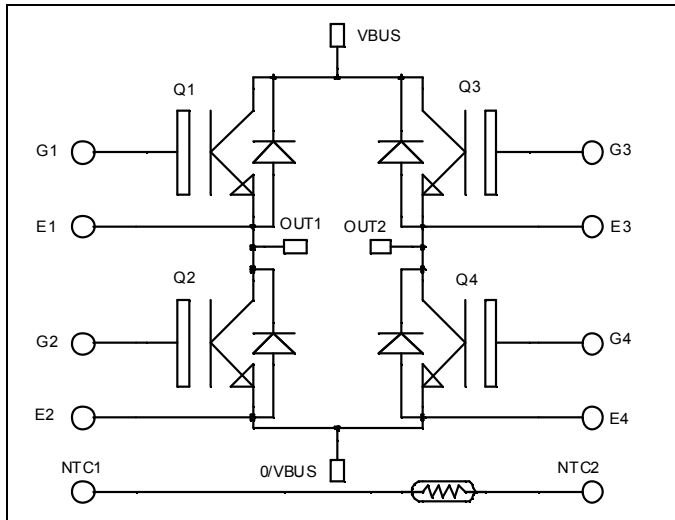 VBUS
Q1
Q3
G1
G3
E1
E3
OUT1
OUT2
Q2
Q4
G2
G4
E2
E4
0/VBUS
NTC1
NTC2